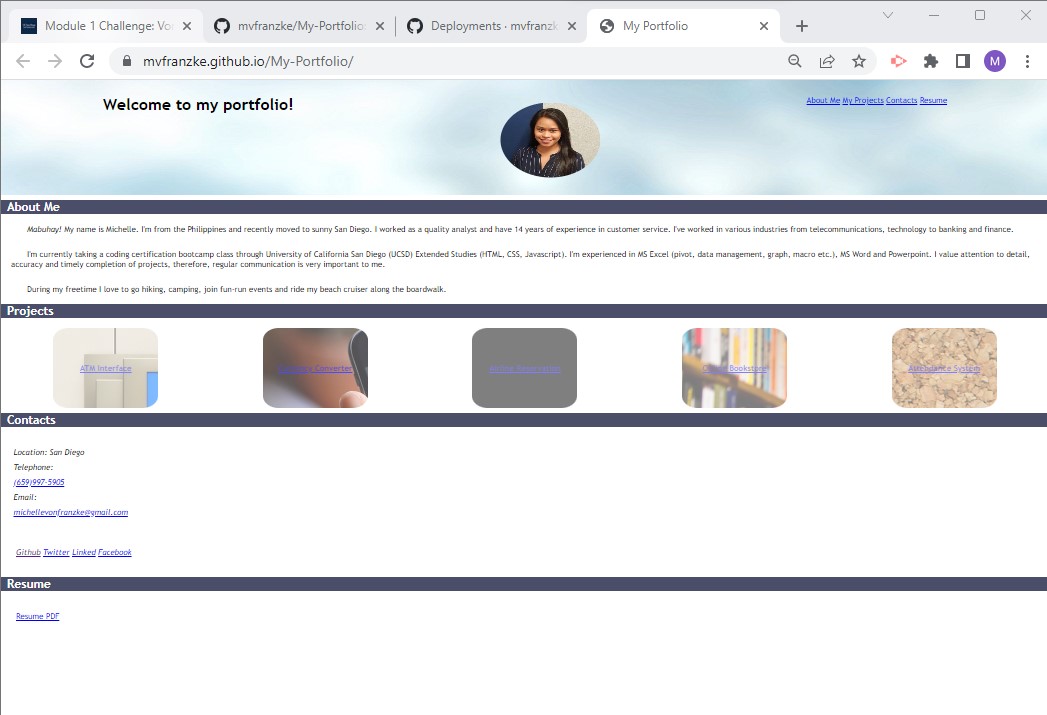 Module 1 Challenge: Vo
mvfranzke/My-Portfolio
Deployments · mvfranzk
My Portfolio
mvfranzke.github.io/My-Portfolio/
M
Welcome to my portfolio!
About Me My Projects Contacts Resume
About Me
Mabuhay! My name is Michelle. I'm from the Philippines and recently moved to sunny San Diego. I worked as a quality analyst and have 14 years of experience in customer service. I've worked in various industries from telecommunications, technology to banking and finance.
I'm currently taking a coding certification bootcamp class through University of California San Diego (UCSD) Extended Studies (HTML, CSS, Javascript). I'm experienced in MS Excel (pivot, data management, graph, macro etc.), MS Word and Powerpoint. I value attention to detail,
accuracy and timely completion of projects, therefore, regular communication is very important to me.
During my freetime I love to go hiking, camping, join fun-run events and ride my beach cruiser along the boardwalk.
Projects
ATM Interface
Currency Converter
Online Bookstore
Attendance System
Contacts
Location: San Diego
Telephone:
(659)997-5905
Email:
michellevonfranzke@gmail.com
Github Twitter Linked Facebook
Resume
Resume PDF